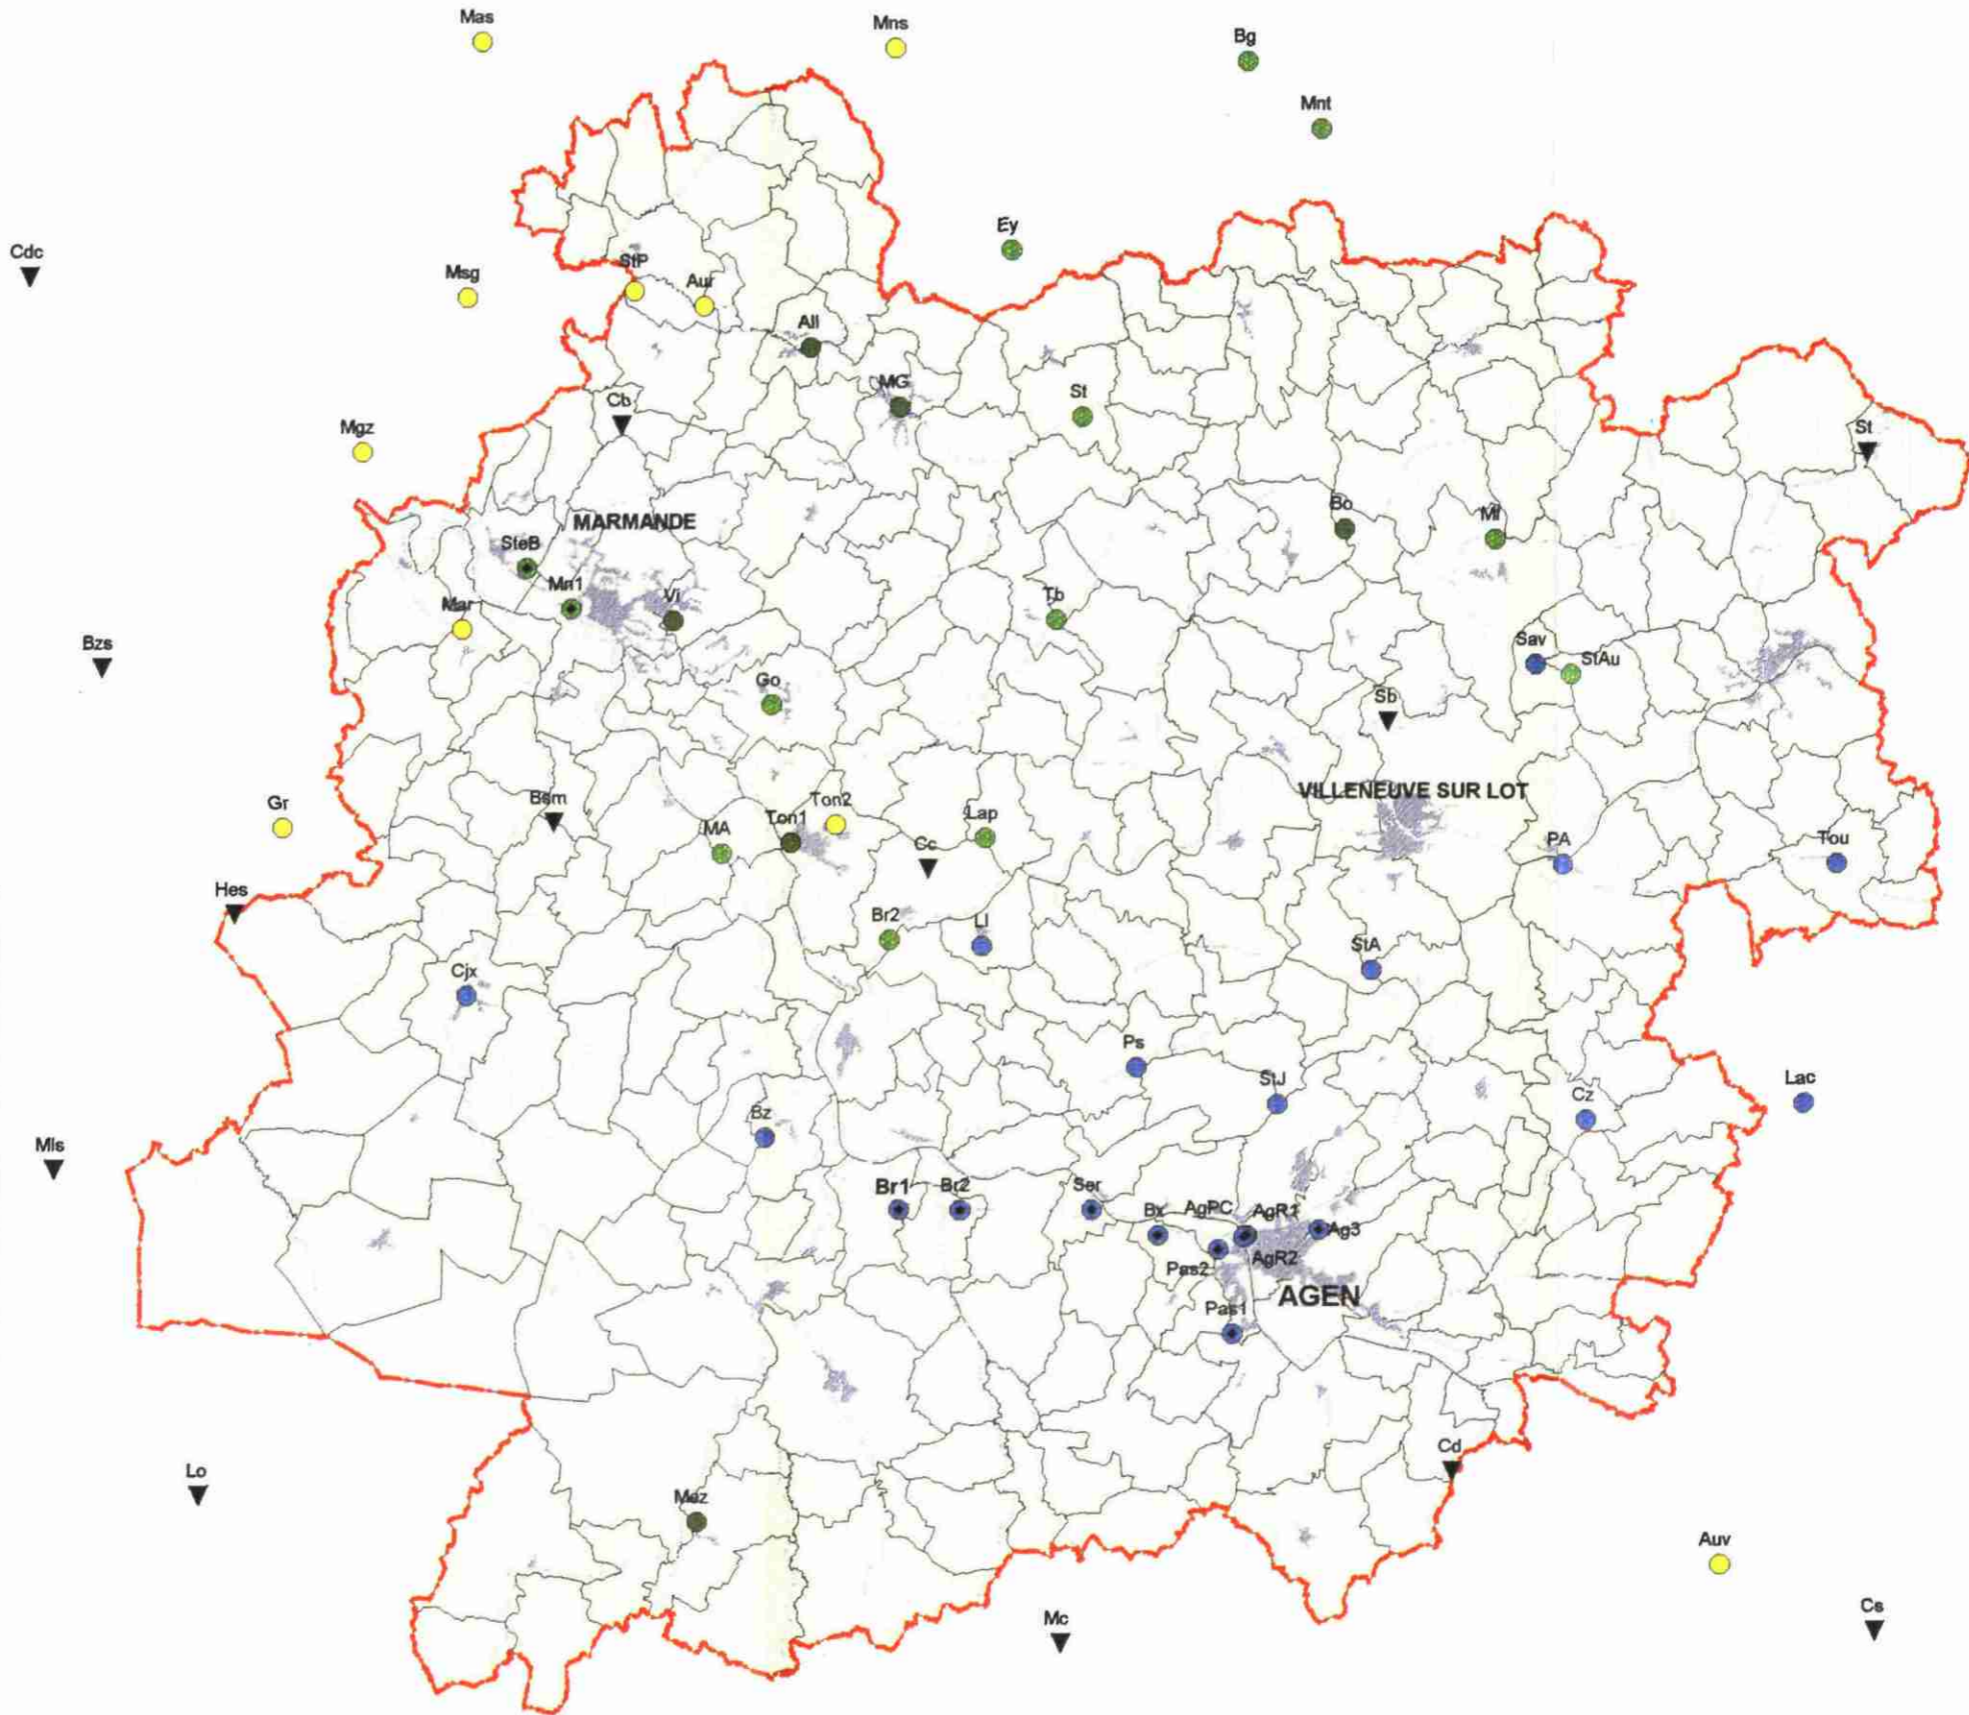 Mas
Mns
Bg
Mnt
Ey
Cdc
Msg
StP
Aur
All
MG
St
Cb
Mgz
St
MARMANDE
Bo
Ml
SteB
Mn1
Vi
Mar
Tb
Bzs
Sav
StAu
Go
Sb
VILLENEUVE SUR LOT
Gr
Bsm
Ton2
MA
Ton1
Lap
Cc
PA
Tou
Hes
Br2
Ll
StA
Cjx
Ps
StJ
Cz
Lac
Bz
Mls
Br1
Br2
Ser
Bx
AgPC
AgR1
Ag3
Pas2
AgR2
AGEN
Pas1
Cd
Lo
Mez
Auv
Mc
Cs